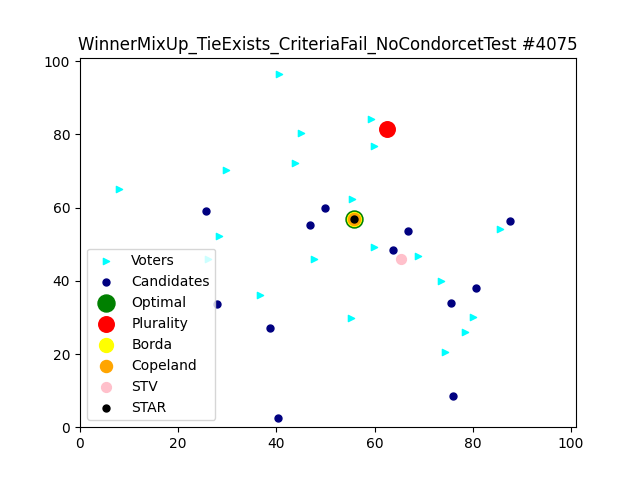 WinnerMixUp_TieExists_CriteriaFail_NoCondorcetTest #4075
100
80
60
40
20
0
Voters
Candidates
Optimal
Plurality
Borda
Copeland
STV
STAR
0 20 40 60 80 100